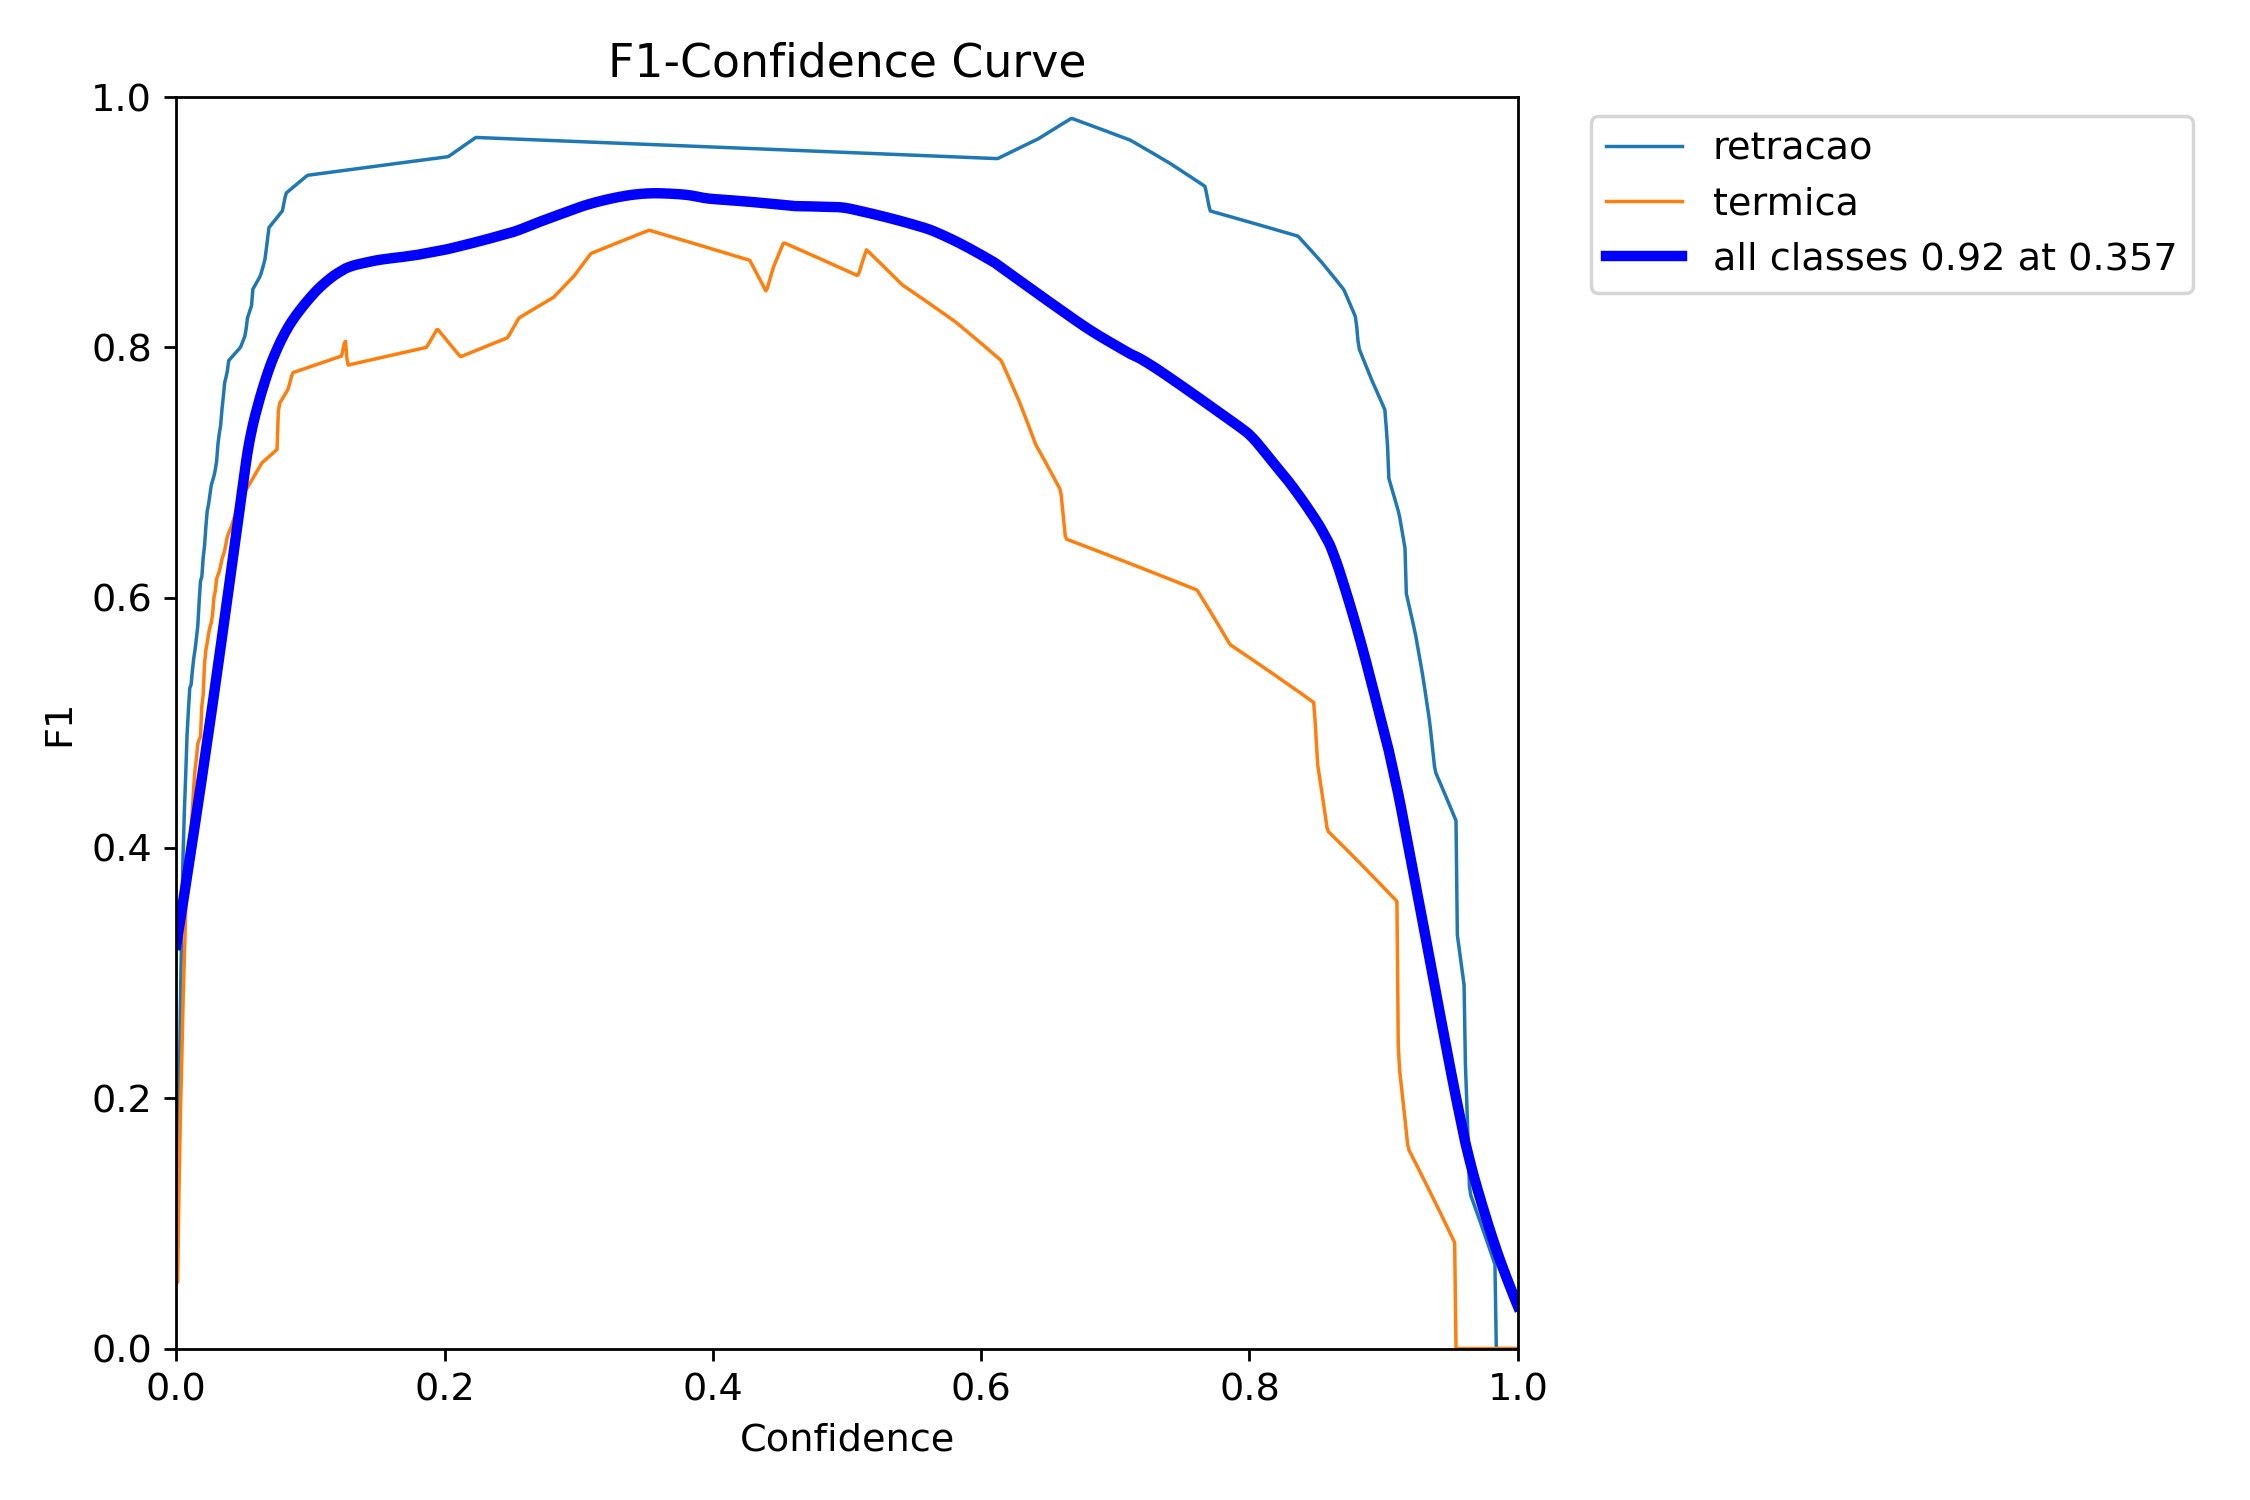 F1-Confidence Curve
1.0
0.8
0.6
0.4
0.2
0.0
F1
0.0 0.2 0.4 0.6 0.8 1.0
Confidence
retracao
termica
all classes 0.92 at 0.357